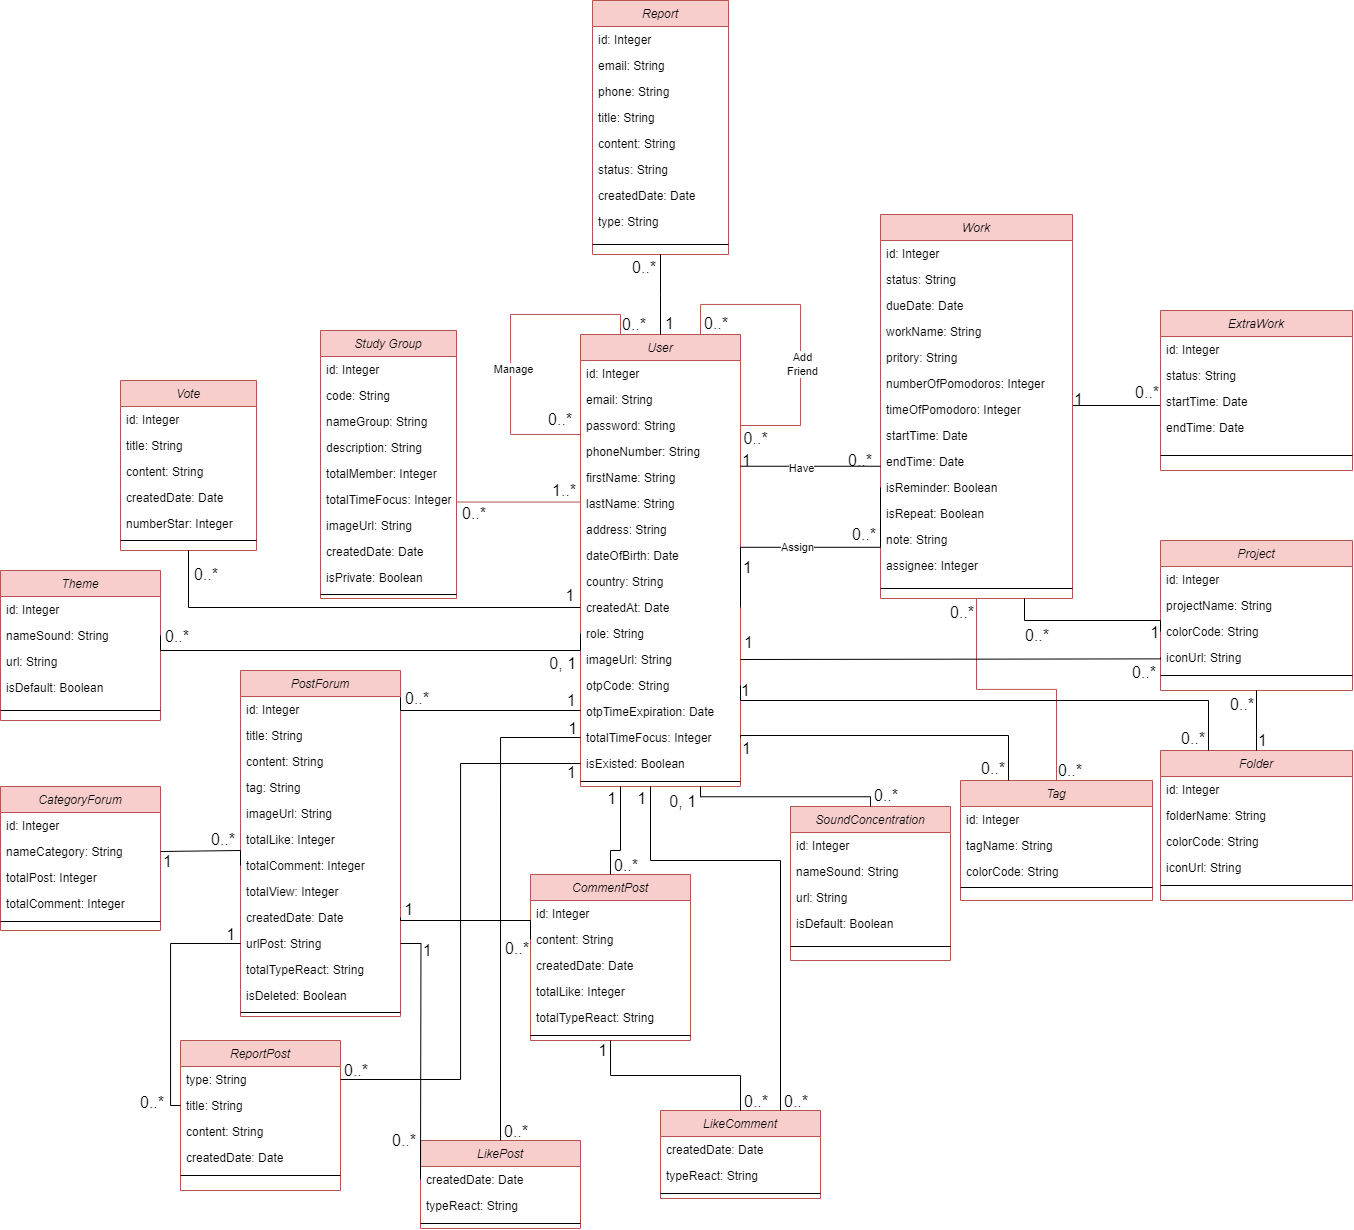 Report
id: Integer
email: String
phone: String
title: String
content: String
status: String
createdDate: Date
type: String
0..*
1
Work
id: Integer
status: String
dueDate: Date
workName: String
pritory: String
numberOfPomodoros: Integer
timeOfPomodoro: Integer
startTime: Date
endTime: Date
isReminder: Boolean
isRepeat: Boolean
note: String
assignee: Integer
1
0..*
ExtraWork
id: Integer
status: String
startTime: Date
endTime: Date
0..*
Manage
0..*
0..*
Add
Friend
0..*
User
id: Integer
email: String
password: String
phoneNumber: String
firstName: String
lastName: String
address: String
dateOfBirth: Date
country: String
createdAt: Date
role: String
imageUrl: String
otpCode: String
otpTimeExpiration: Date
totalTimeFocus: Integer
isExisted: Boolean
1
Have
0..*
1
Assign
0..*
Study Group
id: Integer
code: String
nameGroup: String
description: String
totalMember: Integer
totalTimeFocus: Integer
imageUrl: String
createdDate: Date
isPrivate: Boolean
0..*
1..*
Vote
id: Integer
title: String
content: String
createdDate: Date
numberStar: Integer
0..*
1
Theme
id: Integer
nameSound: String
url: String
isDefault: Boolean
0..*
0, 1
Project
id: Integer
projectName: String
colorCode: String
iconUrl: String
0..*
0..*
1
1
0..*
0..*
1
1
0..*
Folder
id: Integer
folderName: String
colorCode: String
iconUrl: String
1
0..*
0..*
Tag
id: Integer
tagName: String
colorCode: String
PostForum
id: Integer
title: String
content: String
tag: String
imageUrl: String
totalLike: Integer
totalComment: Integer
totalView: Integer
createdDate: Date
urlPost: String
totalTypeReact: String
isDeleted: Boolean
0..*
1
1
1
CategoryForum
id: Integer
nameCategory: String
totalPost: Integer
totalComment: Integer
1
0..*
1
1
0, 1
0..*
SoundConcentration
id: Integer
nameSound: String
url: String
isDefault: Boolean
0..*
CommentPost
id: Integer
content: String
createdDate: Date
totalLike: Integer
totalTypeReact: String
1
0..*
1
1
1
ReportPost
type: String
title: String
content: String
createdDate: Date
0..*
0..*
0..*
0..*
LikePost
createdDate: Date
typeReact: String
0..*
0..*
LikeComment
createdDate: Date
typeReact: String